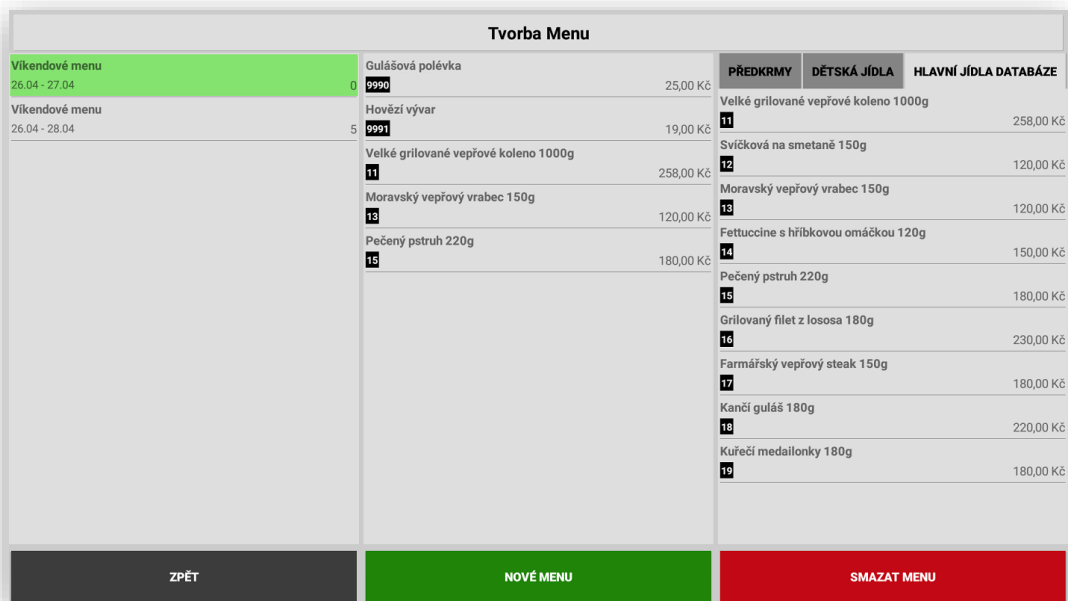 Tvorba Menu
Víkendové menu
26.04 - 27.04 0
Víkendové menu
26.04 - 28.04 5
Gulášová polévka
9990 25,00 Kč
Hovězí vývar
9991 19,00 Kč
Velké grilované vepřové koleno 1000g
11 258,00 Kč
Moravský vepřový vrabec 150g
13 120,00 Kč
Pečený pstruh 220g
15 180,00 Kč
PŘEDKRMY DĚTSKÁ JÍDLA HLAVNÍ JÍDLA DATABÁZE
Velké grilované vepřové koleno 1000g
11 258,00 Kč
Svíčková na smetaně 150g
12 120,00 Kč
Moravský vepřový vrabec 150g
13 120,00 Kč
Fettuccine s hříbkovou omáčkou 120g
14 150,00 Kč
Pečený pstruh 220g
15 180,00 Kč
Grilovaný filet z lososa 180g
16 230,00 Kč
Farmářský vepřový steak 150g
17 180,00 Kč
Kančí guláš 180g
18 220,00 Kč
Kuřečí medailonky 180g
19 180,00 Kč
ZPĚT NOVÉ MENU SMAZAT MENU